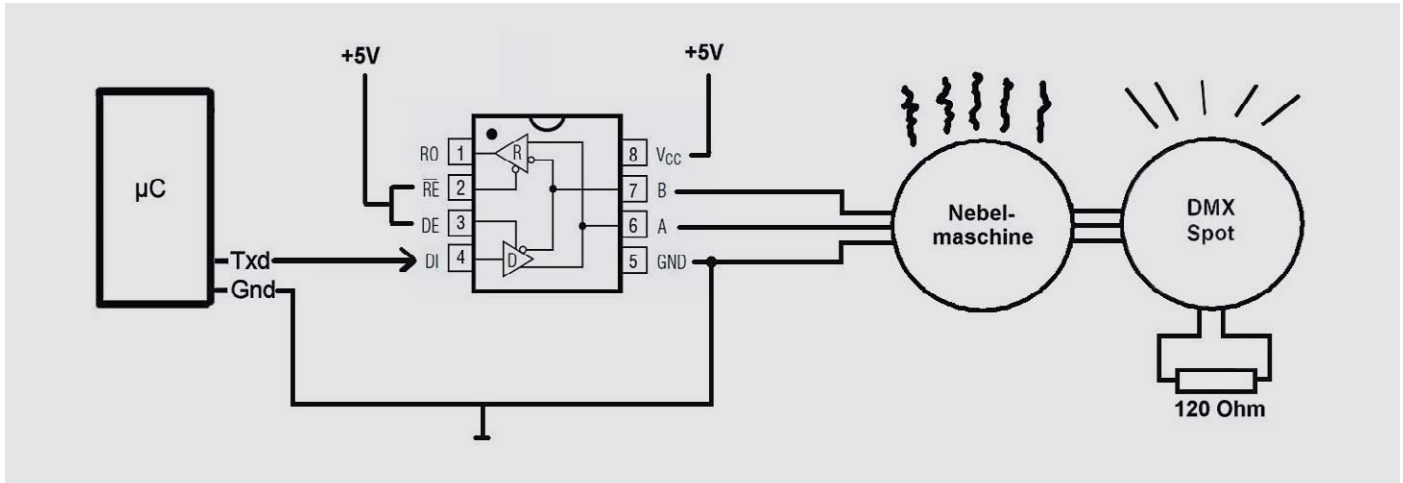 +5V
+5V
µC
Txd
Gnd
RO 1
R̅E̅ 2
DE 3
DI 4
R
D
8 VCC
7 B
6 A
5 GND
Nebel-
maschine
DMX
Spot
120 Ohm